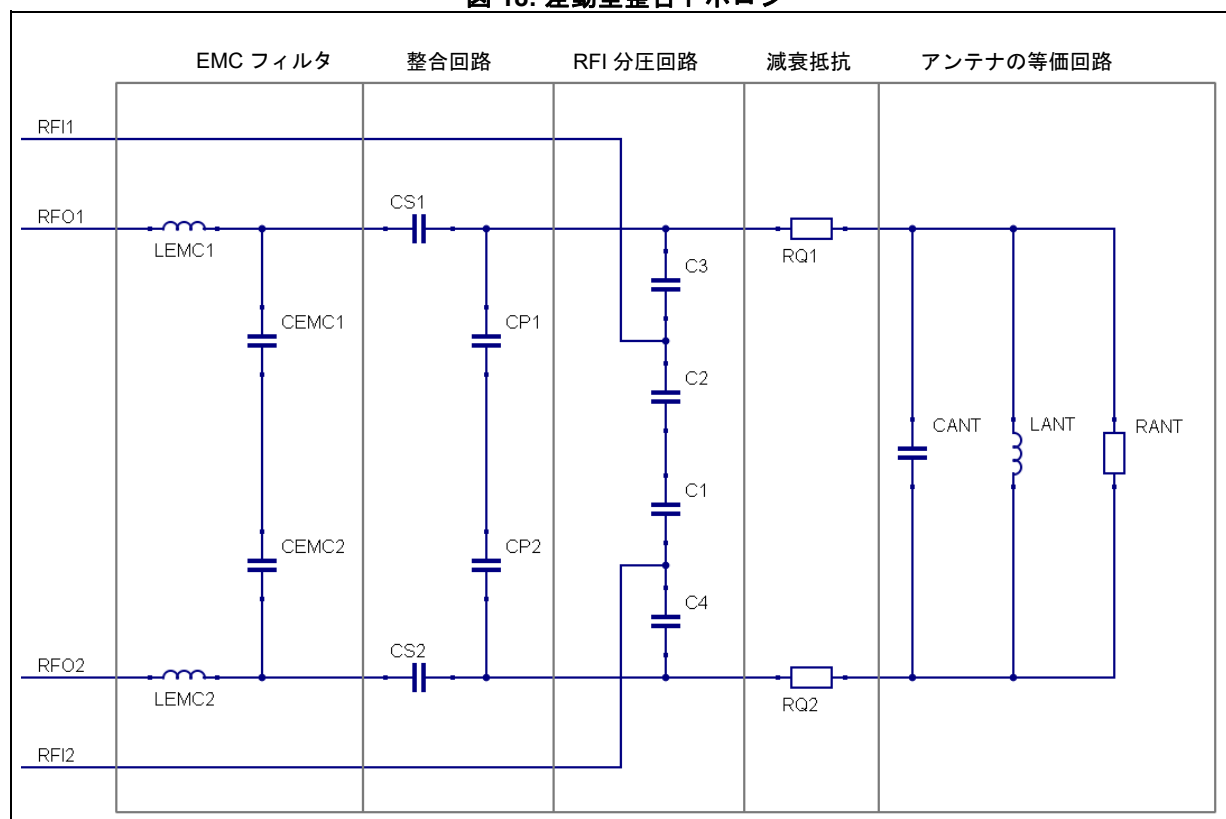 EMC フィルタ 整合回路 RFI 分圧回路 減衰抵抗 アンテナの等価回路
RFI1
RFO1
CS1
LEMC1
RQ1
C3
CEMC1
CP1
C2
CANT
LANT
RANT
C1
CEMC2
CP2
C4
RFO2
CS2
LEMC2
RQ2
RFI2